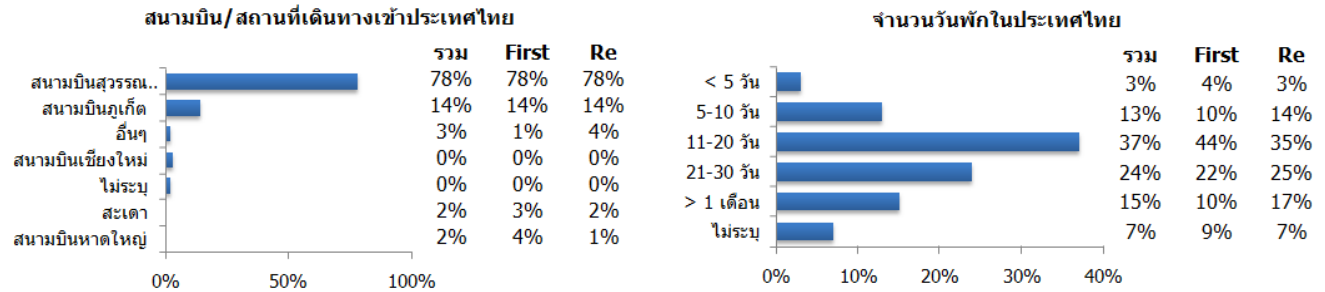 สนามบิน/สถานที่เดินทางเข้าประเทศไทย
รวม First Re
สนามบินสุวรรณ.. 78% 78% 78%
สนามบินภูเก็ต 14% 14% 14%
อื่นๆ 3% 1% 4%
สนามบินเชียงใหม่ 0% 0% 0%
ไม่ระบุ 0% 0% 0%
สะเดา 2% 3% 2%
สนามบินหาดใหญ่ 2% 4% 1%
0% 50% 100%
จำนวนวันพักในประเทศไทย
รวม First Re
< 5 วัน 3% 4% 3%
5-10 วัน 13% 10% 14%
11-20 วัน 37% 44% 35%
21-30 วัน 24% 22% 25%
> 1 เดือน 15% 10% 17%
ไม่ระบุ 7% 9% 7%
0% 10% 20% 30% 40%